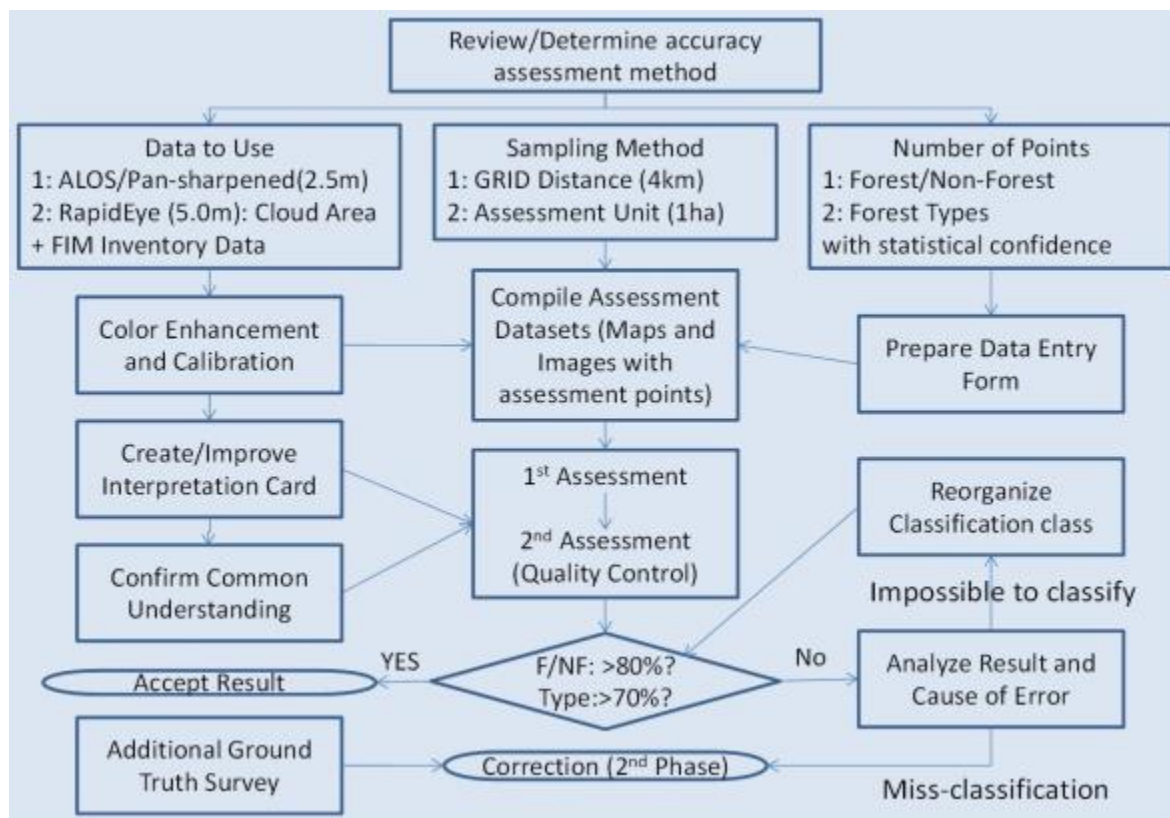 Review/Determine accuracy
assessment method
Data to Use
1: ALOS/Pan-sharpened(2.5m)
2: RapidEye (5.0m): Cloud Area
+ FIM Inventory Data
Sampling Method
1: GRID Distance (4km)
2: Assessment Unit (1ha)
Number of Points
1: Forest/Non-Forest
2: Forest Types
with statistical confidence
Color Enhancement
and Calibration
Compile Assessment
Datasets (Maps and
Images with
assessment points)
Prepare Data Entry
Form
Create/Improve
Interpretation Card
1st Assessment
2nd Assessment
(Quality Control)
Reorganize
Classification class
Confirm Common
Understanding
Impossible to classify
YES
F/NF: >80%?
Type:>70%?
No
Accept Result
Analyze Result and
Cause of Error
Additional Ground
Truth Survey
Correction (2nd Phase)
Miss-classification